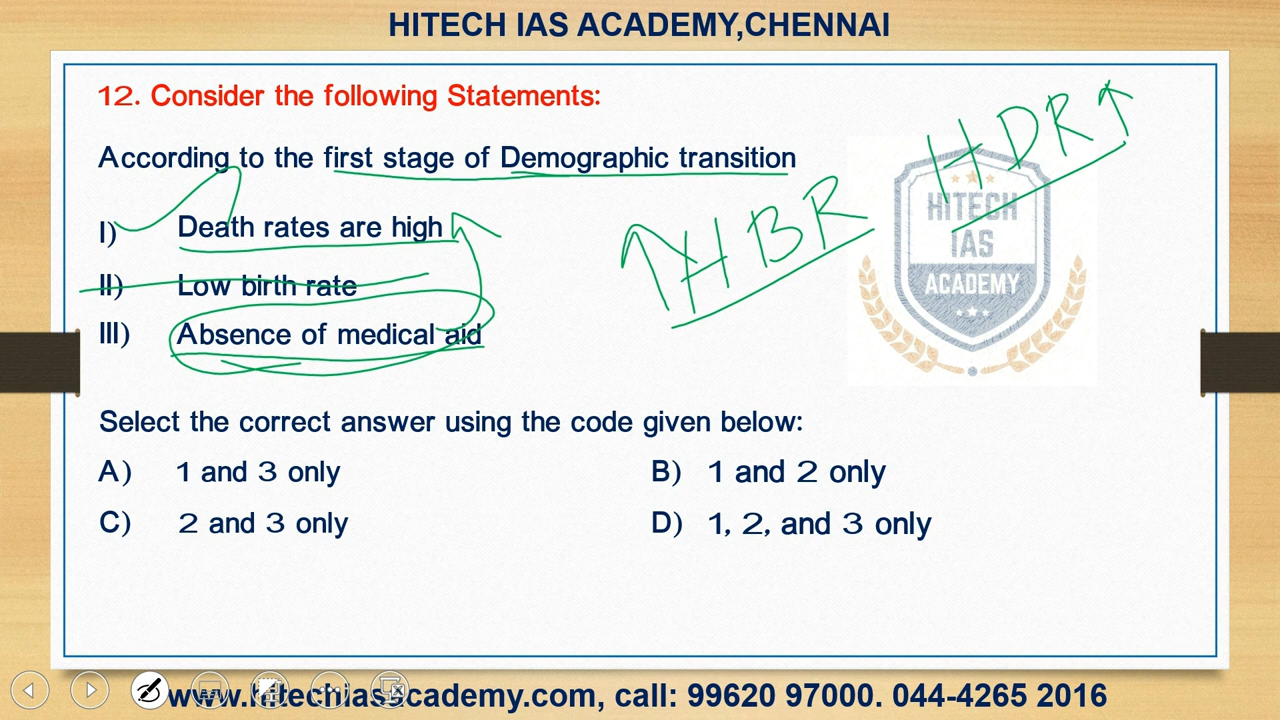 HITECH IAS ACADEMY,CHENNAI
12. Consider the following Statements:
According to the first stage of Demographic transition
I) Death rates are high
II) Low birth rate
III) Absence of medical aid
HDR↑
↑HBR
HITECH
IAS
ACADEMY
Select the correct answer using the code given below:
A) 1 and 3 only B) 1 and 2 only
C) 2 and 3 only D) 1, 2, and 3 only
www.hitechiasacademy.com, call: 99620 97000. 044-4265 2016